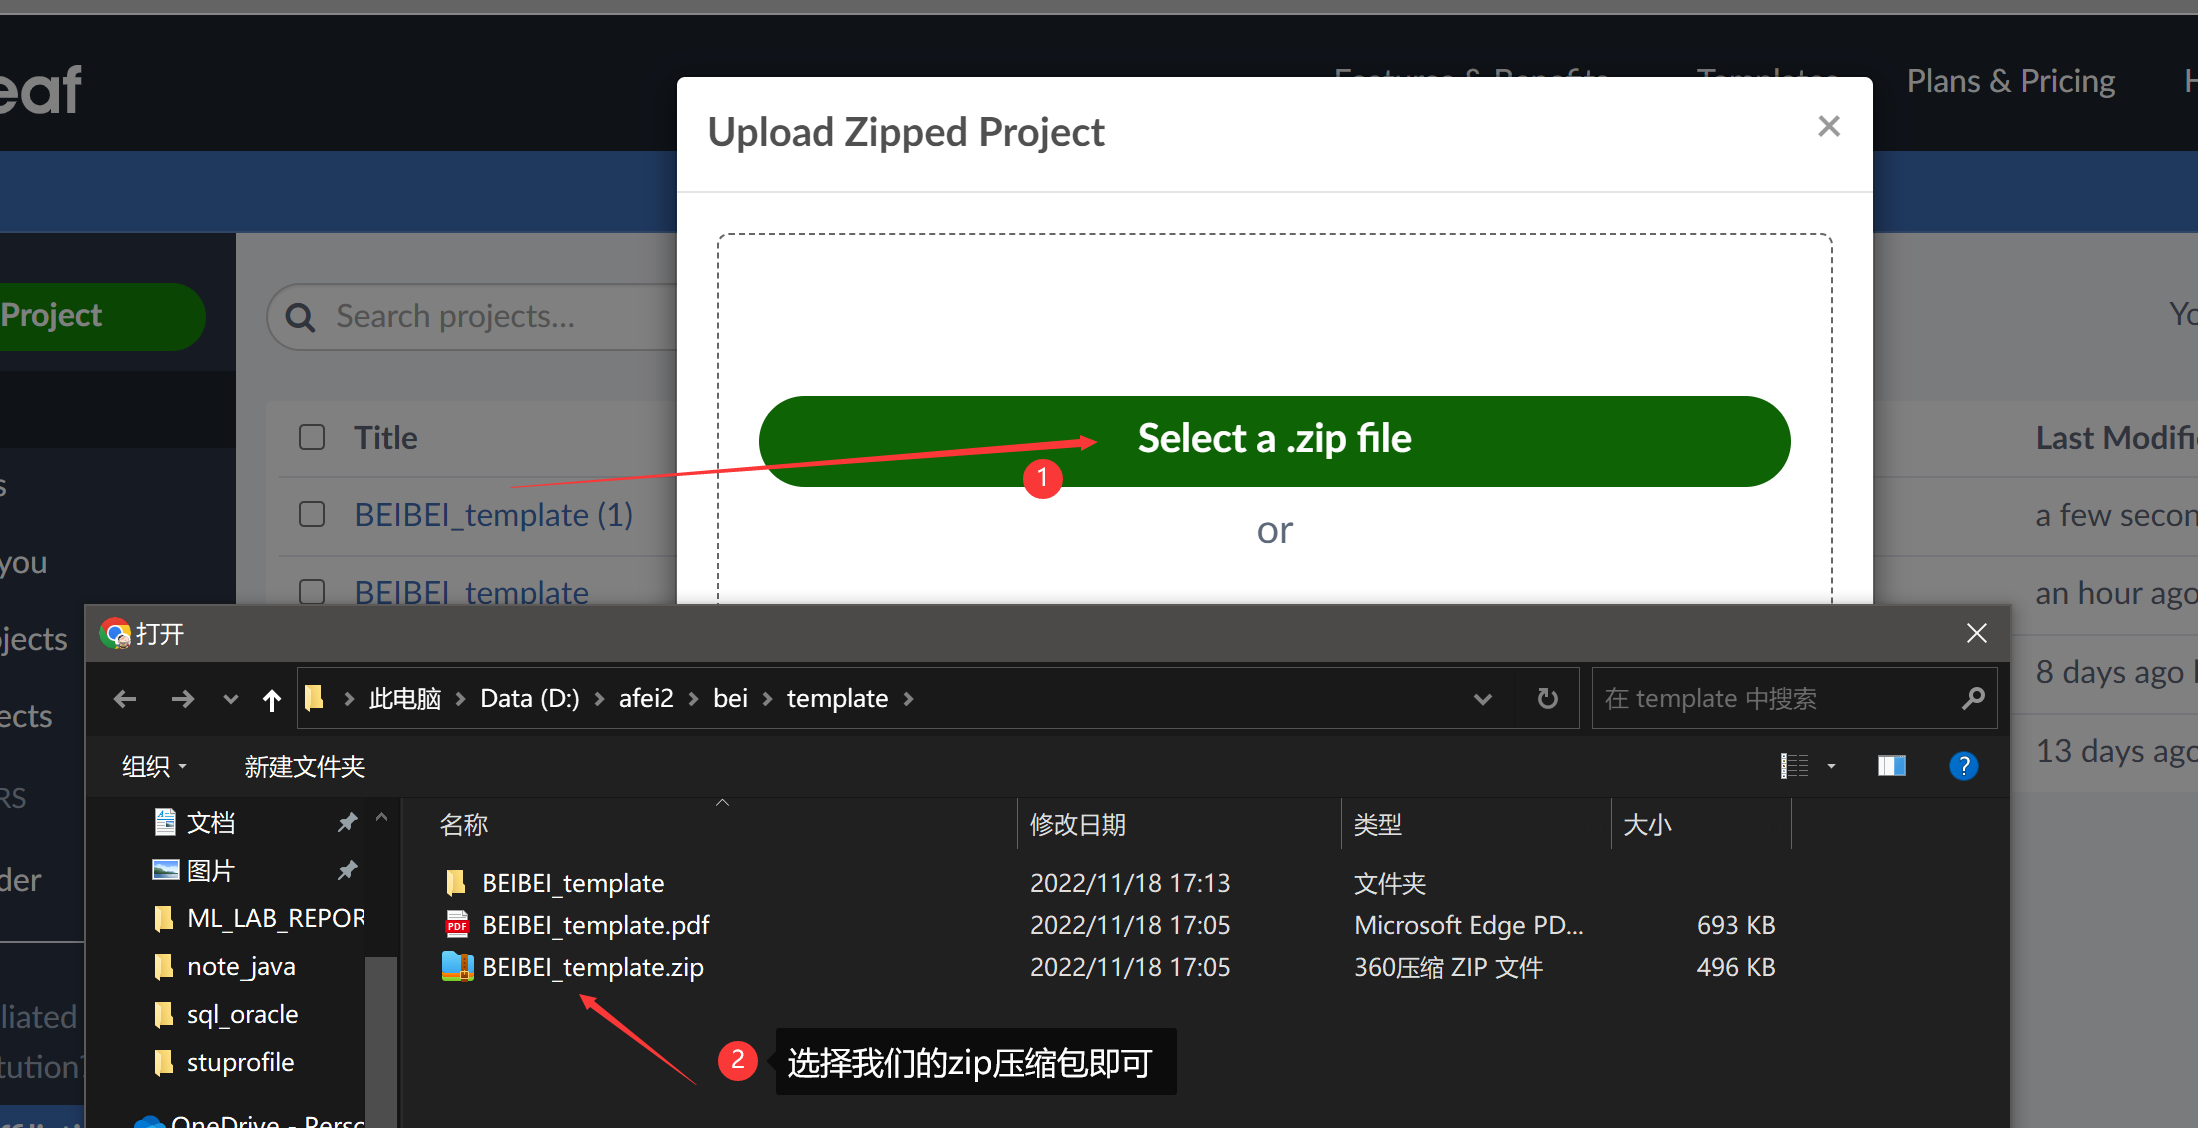 eaf
Plans & Pricing
Upload Zipped Project
Project
Search projects...
Yo
Title
Last Modifi
Select a .zip file
1
BEIBEI_template (1)
a few secon
or
you
BEIBEI_template
an hour ago
打开
jects
8 days ago
此电脑 > Data (D:) > afei2 > bei > template >
在 template 中搜索
ects
13 days ago
组织
新建文件夹
?
RS
文档
名称
修改日期
类型
大小
图片
der
BEIBEI_template
2022/11/18 17:13
文件夹
ML_LAB_REPOR
BEIBEI_template.pdf
2022/11/18 17:05
Microsoft Edge PD...
693 KB
note_java
BEIBEI_template.zip
2022/11/18 17:05
360压缩 ZIP 文件
496 KB
sql_oracle
liated
stuprofile
tution?
2
选择我们的zip压缩包即可
OneDrive - Perso